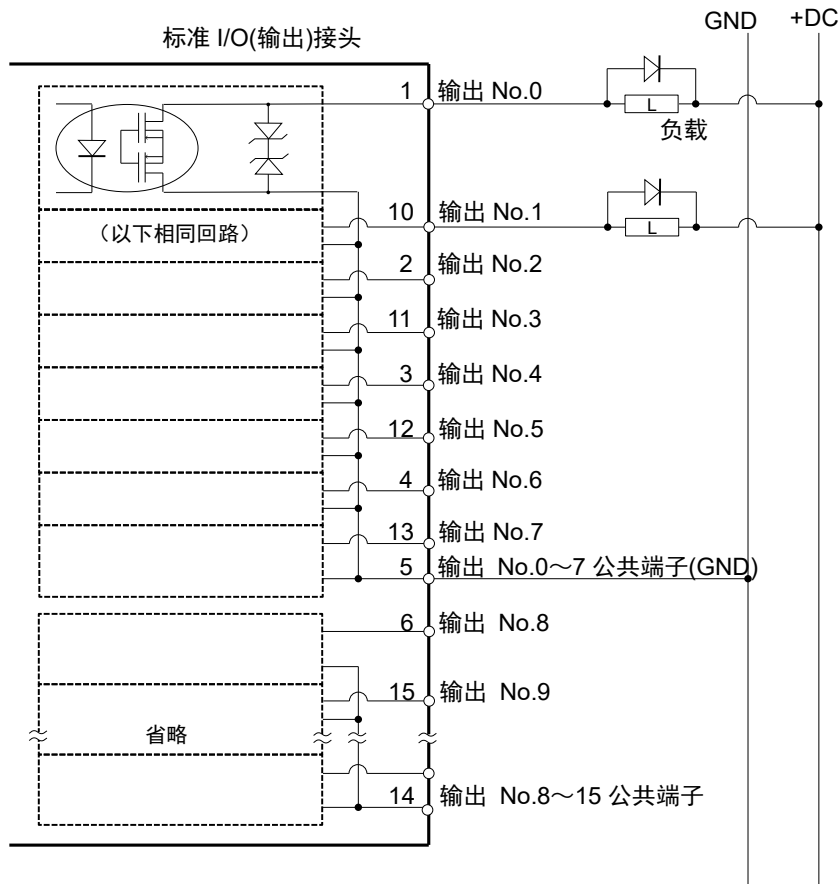 GND +DC
标准 I/O(输出)接头
1 输出 No.0
L
负载
10 输出 No.1
L
（以下相同回路）
2 输出 No.2
11 输出 No.3
3 输出 No.4
12 输出 No.5
4 输出 No.6
13 输出 No.7
5 输出 No.0～7 公共端子(GND)
6 输出 No.8
15 输出 No.9
省略
14 输出 No.8～15 公共端子